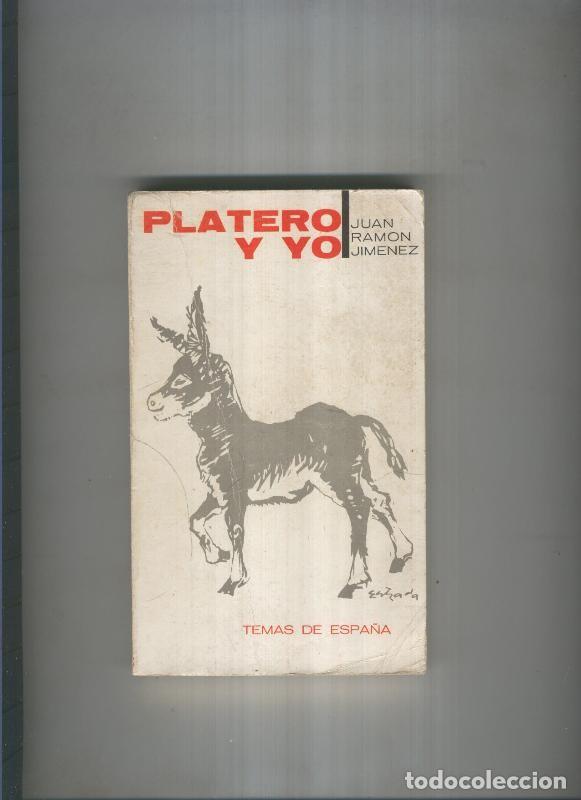 PLATERO
Y YO
JUAN
RAMON
JIMENEZ
TEMAS DE ESPAÑA
todocoleccion